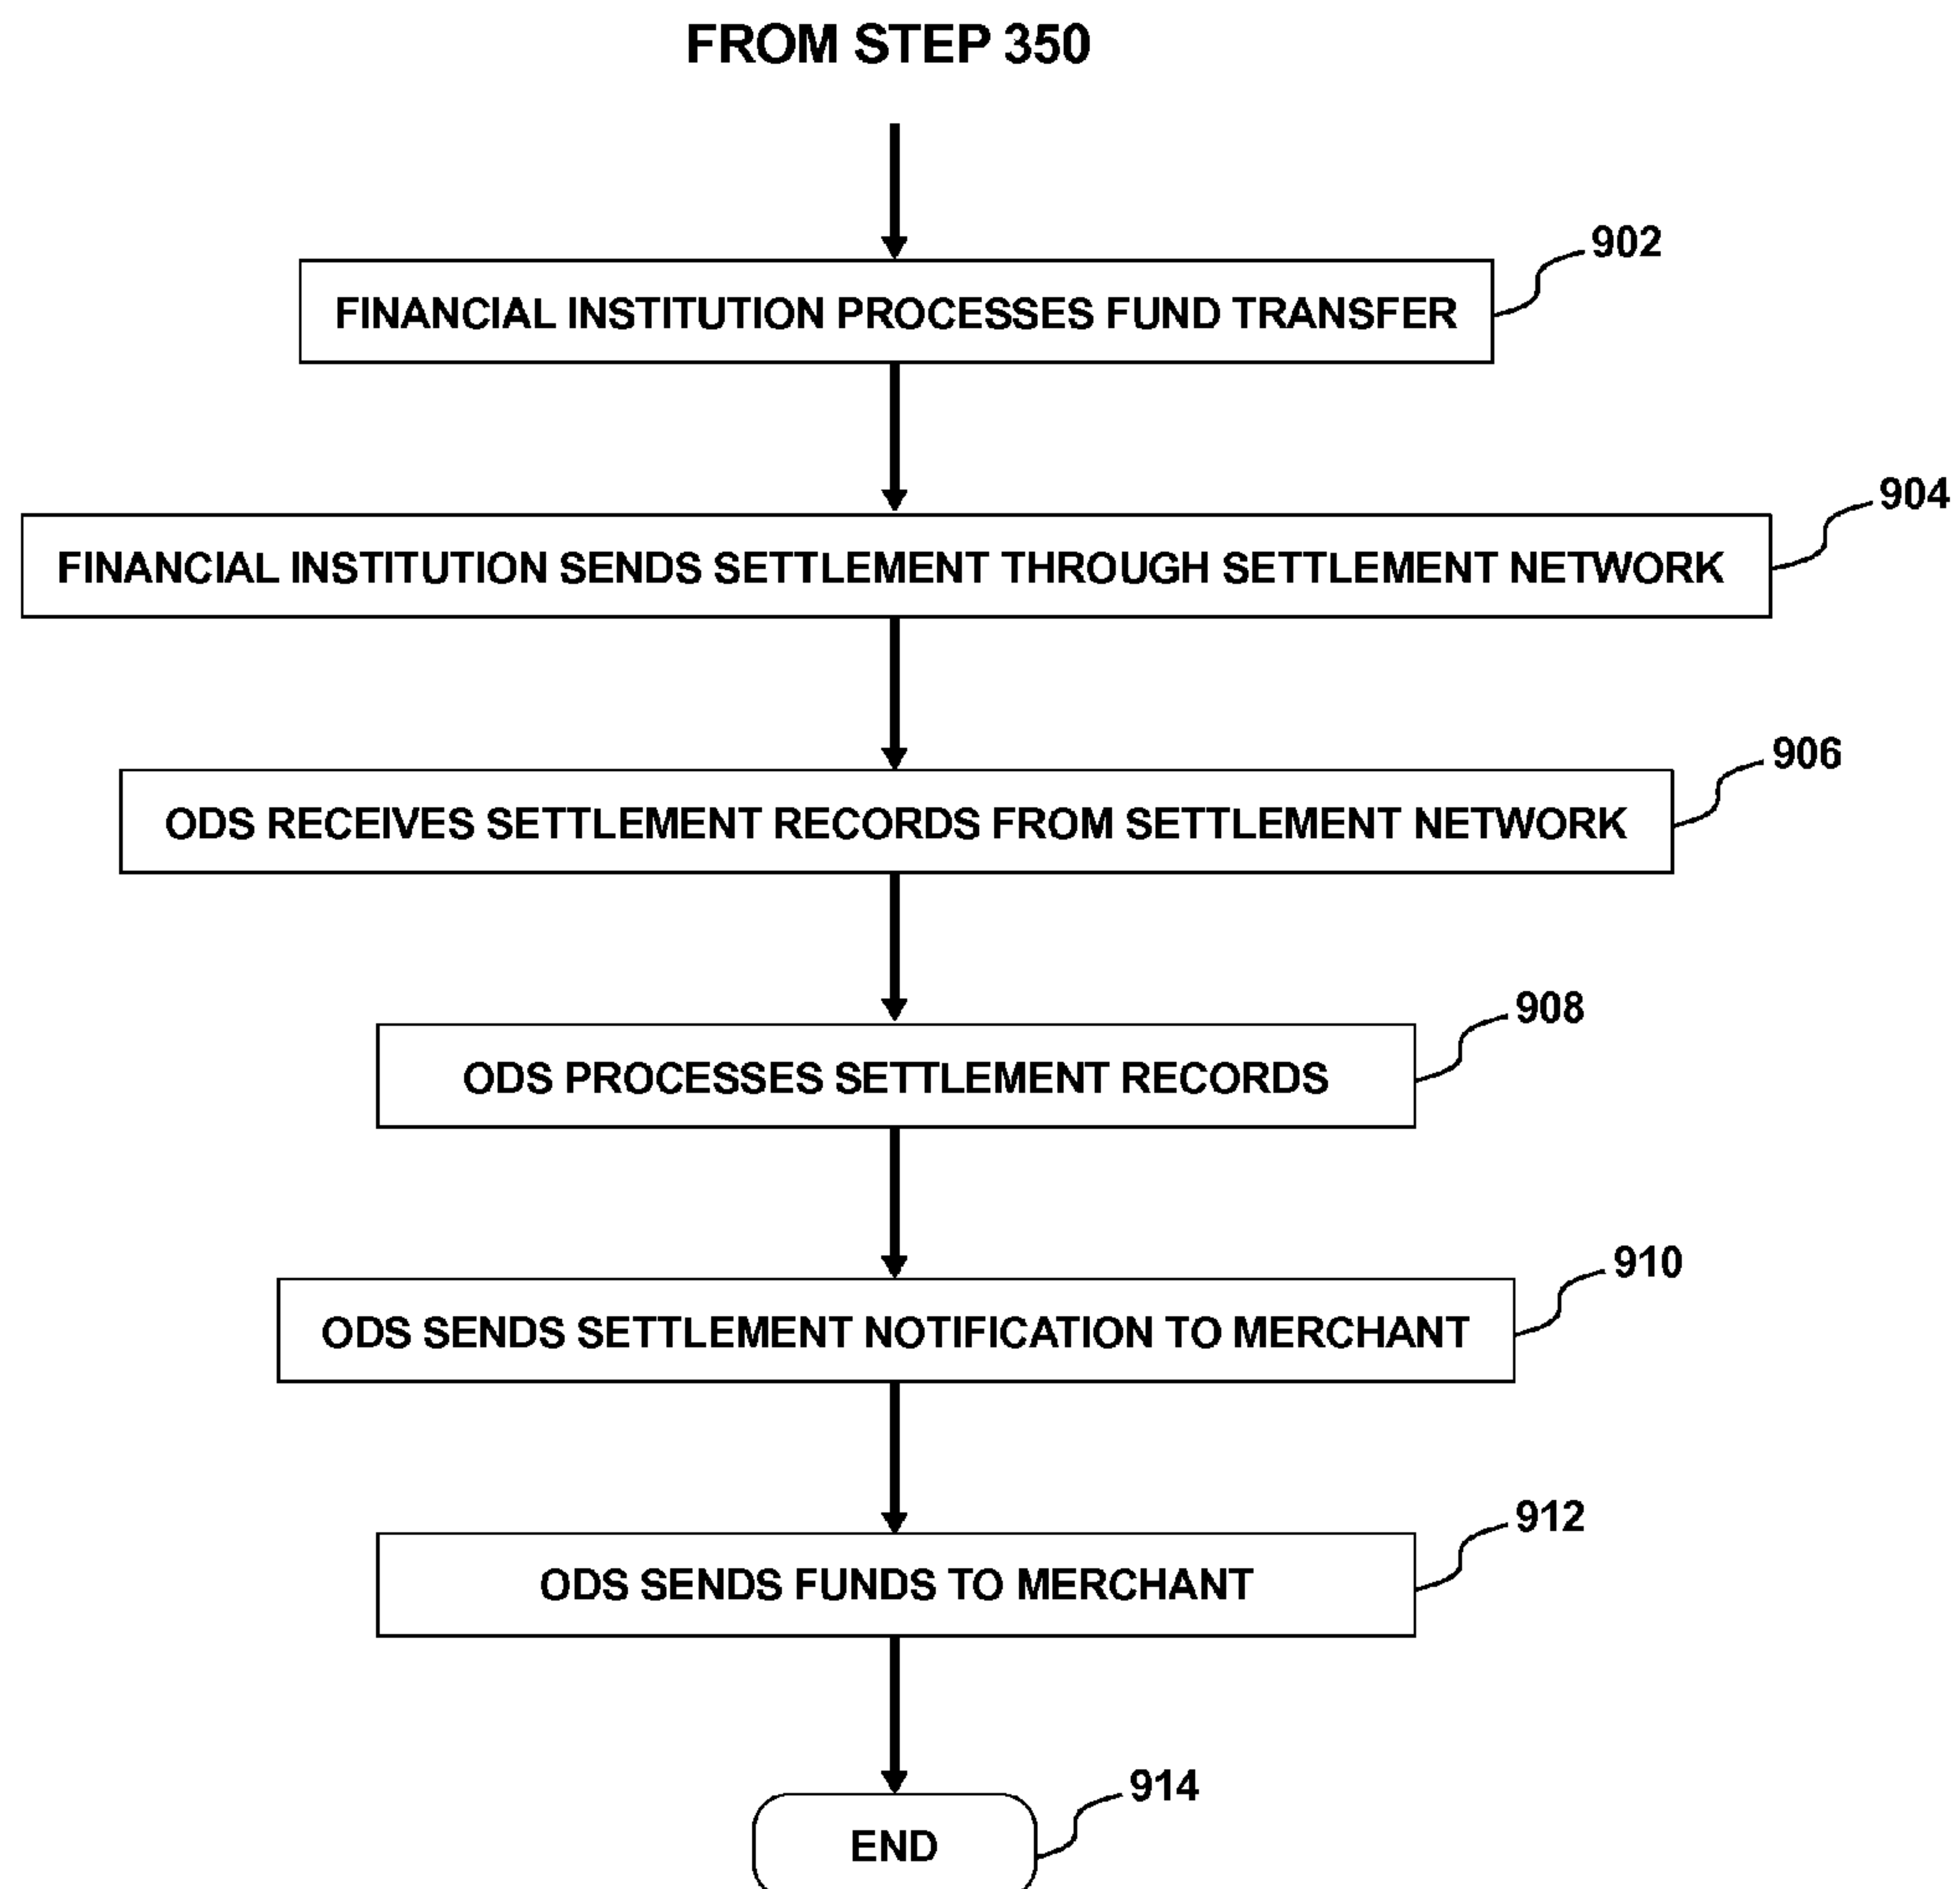 FROM STEP 350
902
FINANCIAL INSTITUTION PROCESSES FUND TRANSFER
904
FINANCIAL INSTITUTION SENDS SETTLEMENT THROUGH SETTLEMENT NETWORK
906
ODS RECEIVES SETTLEMENT RECORDS FROM SETTLEMENT NETWORK
908
ODS PROCESSES SETTLEMENT RECORDS
910
ODS SENDS SETTLEMENT NOTIFICATION TO MERCHANT
912
ODS SENDS FUNDS TO MERCHANT
914
END